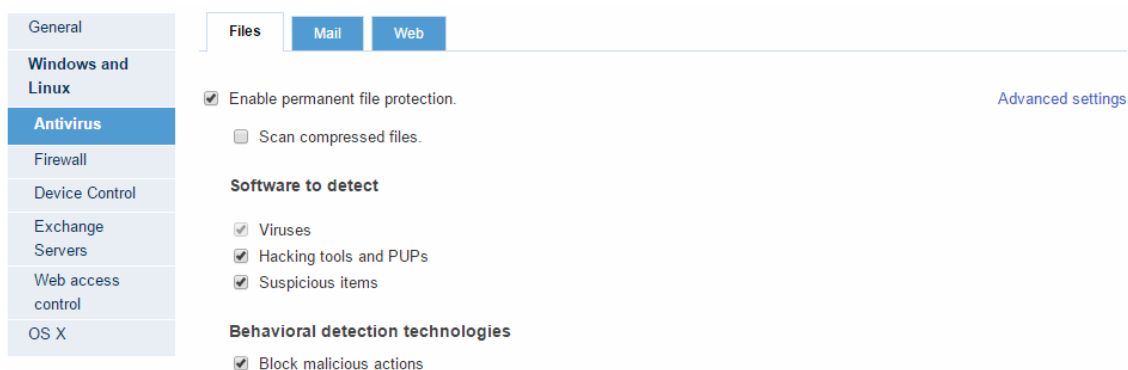 General
Windows and
Linux
Antivirus
Firewall
Device Control
Exchange
Servers
Web access
control
OS X
Files
Mail
Web
Enable permanent file protection.
Advanced settings
Scan compressed files.
Software to detect
Viruses
Hacking tools and PUPs
Suspicious items
Behavioral detection technologies
Block malicious actions